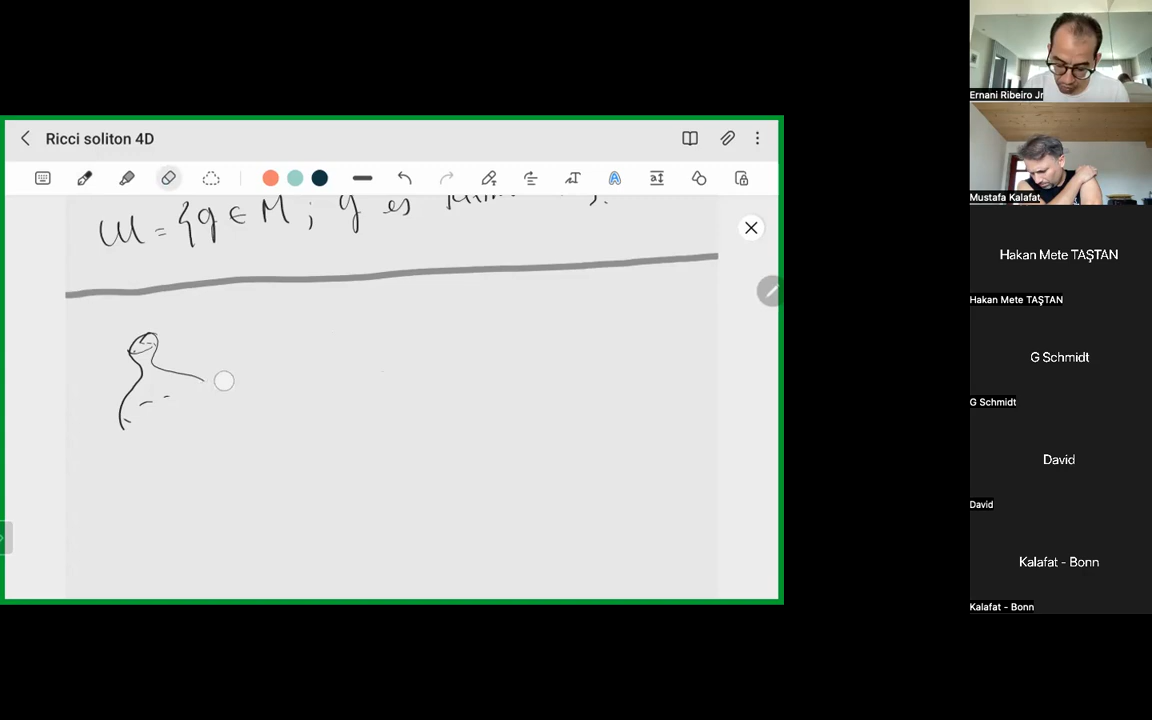 Ricci soliton 4D
= {g ∈ M ; g es
Ernani Ribeiro Jr
Mustafa Kalafat
Hakan Mete TAŞTAN
Hakan Mete TAŞTAN
G Schmidt
G Schmidt
David
David
Kalafat - Bonn
Kalafat - Bonn